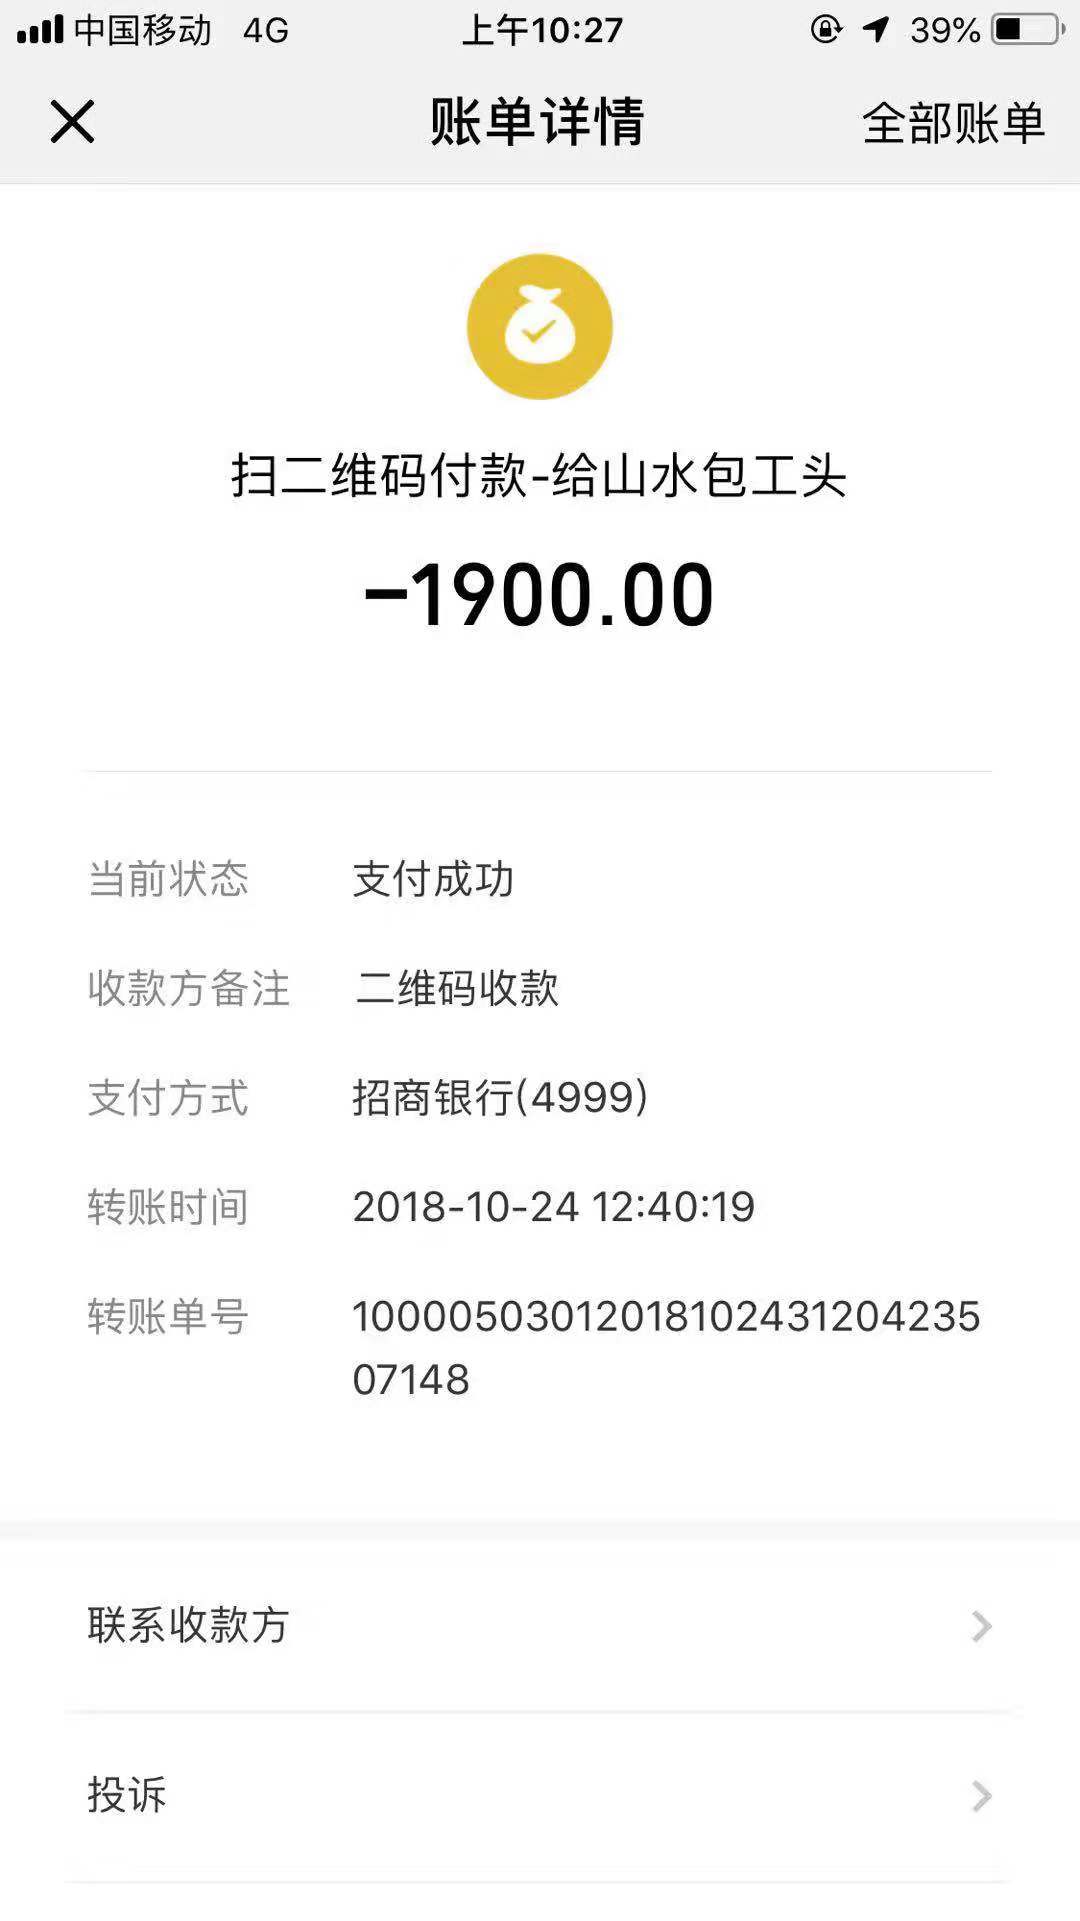 中国移动 4G 上午10:27 39%
账单详情 全部账单
扫二维码付款-给山水包工头
-1900.00
当前状态 支付成功
收款方备注 二维码收款
支付方式 招商银行(4999)
转账时间 2018-10-24 12:40:19
转账单号 10000503012018102431204235
07148
联系收款方
投诉